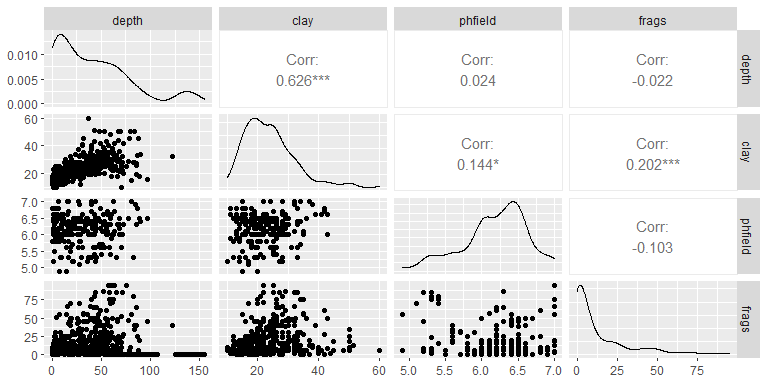 depth clay phfield frags
0.010
0.005
0.000
depth
Corr:
0.626***
Corr:
0.024
Corr:
-0.022
60
40
20
clay
Corr:
0.144*
Corr:
0.202***
7.0
6.5
6.0
5.5
5.0
phfield
Corr:
-0.103
75
50
25
0
frags
0 50 100 150 20 40 60 5.0 5.5 6.0 6.5 7.0 0 25 50 75